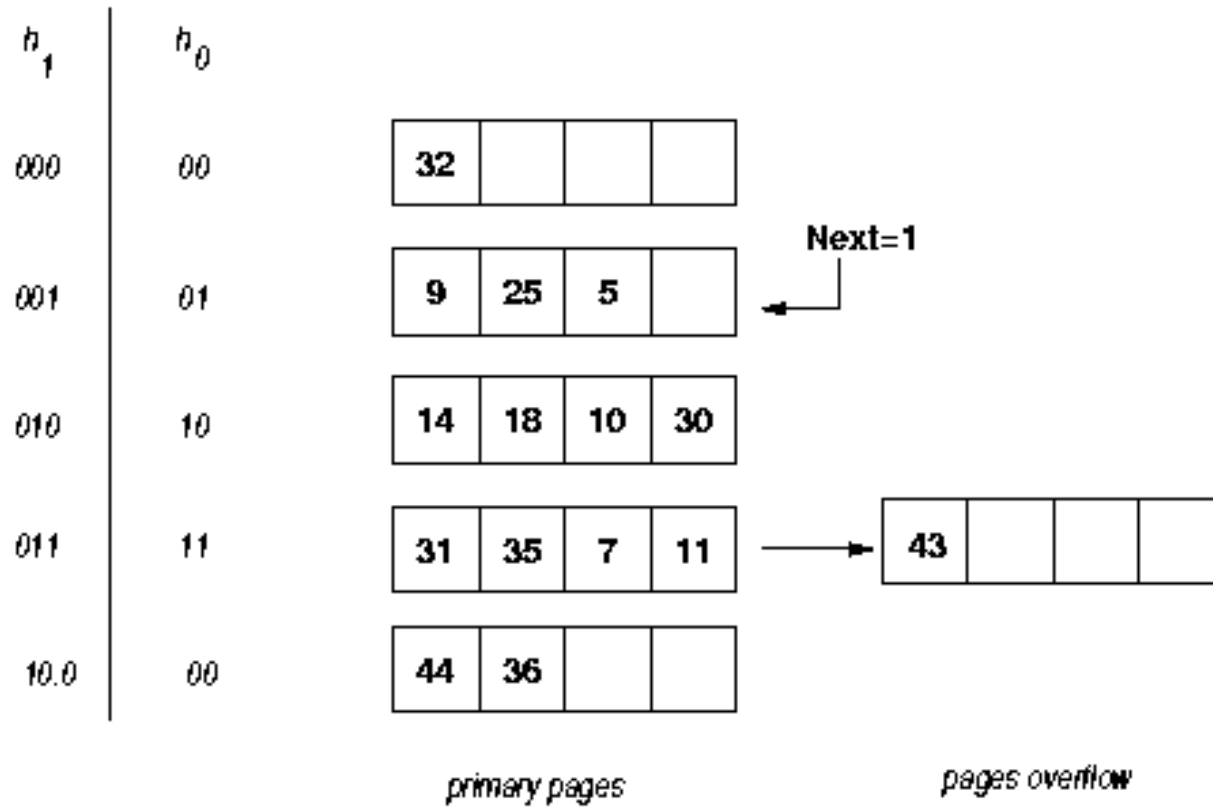 h1 h0
000 00 32
Next=1
001 01 9 25 5
010 10 14 18 10 30
011 11 31 35 7 11 43
10.0 00 44 36
primary pages pages overflow